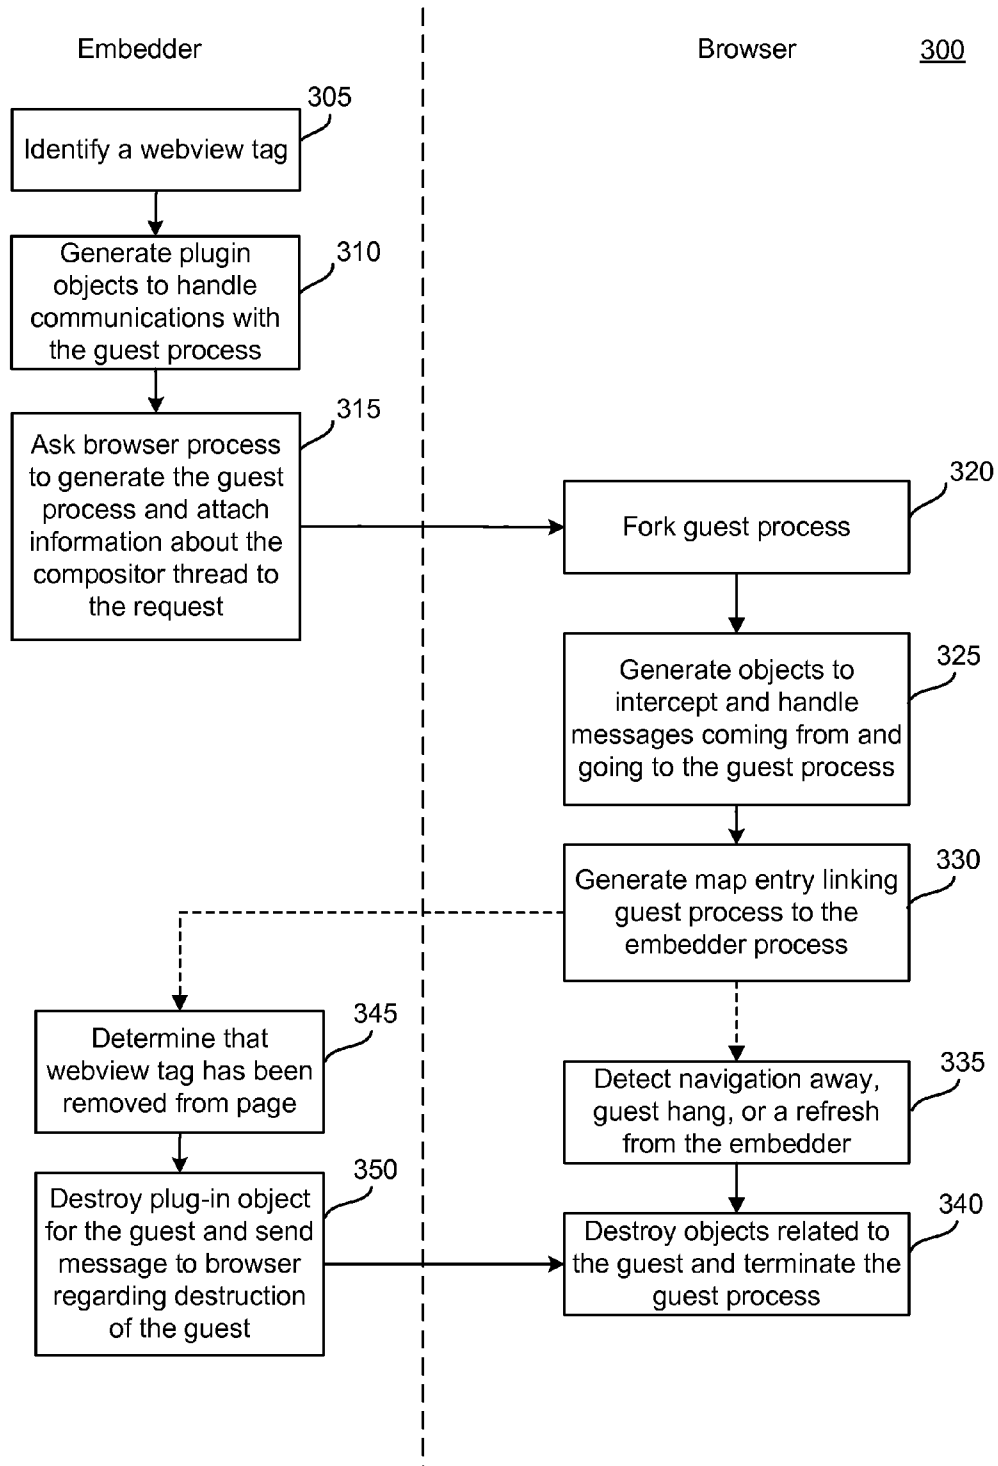 Embedder
Browser
300
305
Identify a webview tag
310
Generate plugin
objects to handle
communications with
the guest process
315
Ask browser process
to generate the guest
process and attach
information about the
compositor thread to
the request
320
Fork guest process
325
Generate objects to
intercept and handle
messages coming from and
going to the guest process
330
Generate map entry linking
guest process to the
embedder process
345
Determine that
webview tag has been
removed from page
335
Detect navigation away,
guest hang, or a refresh
from the embedder
350
Destroy plug-in object
for the guest and send
message to browser
regarding destruction
of the guest
340
Destroy objects related to
the guest and terminate the
guest process